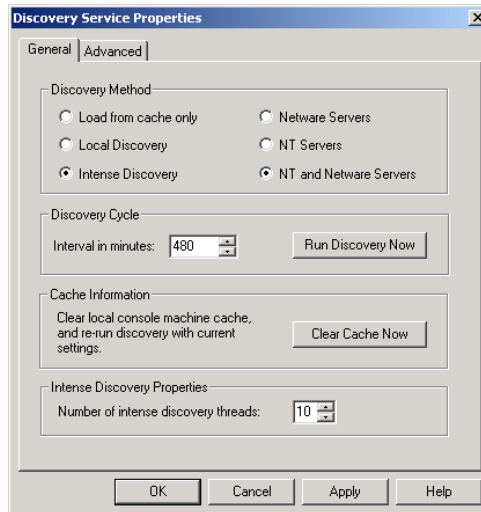 Discovery Service Properties
General
Advanced
Discovery Method
Load from cache only
Netware Servers
Local Discovery
NT Servers
Intense Discovery
NT and Netware Servers
Discovery Cycle
Interval in minutes:
480
Run Discovery Now
Cache Information
Clear local console machine cache,
and re-run discovery with current
settings.
Clear Cache Now
Intense Discovery Properties
Number of intense discovery threads:
10
OK
Cancel
Apply
Help